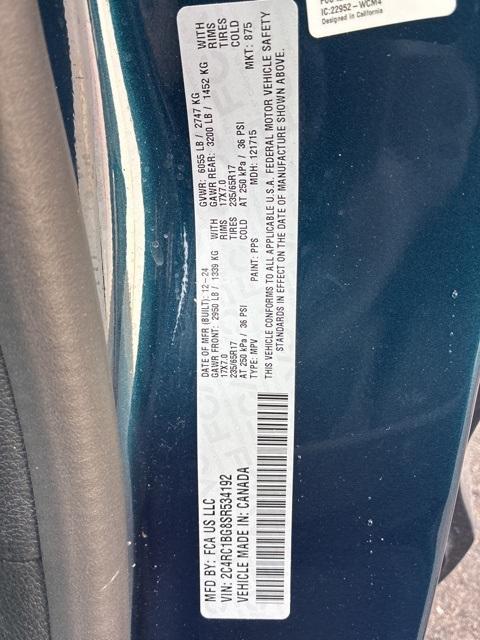 MFD BY: FCA US LLC
VIN: 2C4RC1BG8SR534192
VEHICLE MADE IN: CANADA
DATE OF MFR (BUILT): 12-24
GAWR FRONT: 2950 LB / 1339 KG WITH
17X7.0 RIMS
235/65R17 TIRES
AT 250 kPa / 36 PSI COLD
TYPE: MPV PAINT: PPS
GVWR: 6055 LB / 2747 KG
GAWR REAR: 3200 LB / 1452 KG WITH
17X7.0 RIMS
235/65R17 TIRES
AT 250 kPa / 36 PSI COLD
MDH: 121715 MKT: 875
THIS VEHICLE CONFORMS TO ALL APPLICABLE U.S.A. FEDERAL MOTOR VEHICLE SAFETY
STANDARDS IN EFFECT ON THE DATE OF MANUFACTURE SHOWN ABOVE.
IC:22952-WCM4
Designed in California